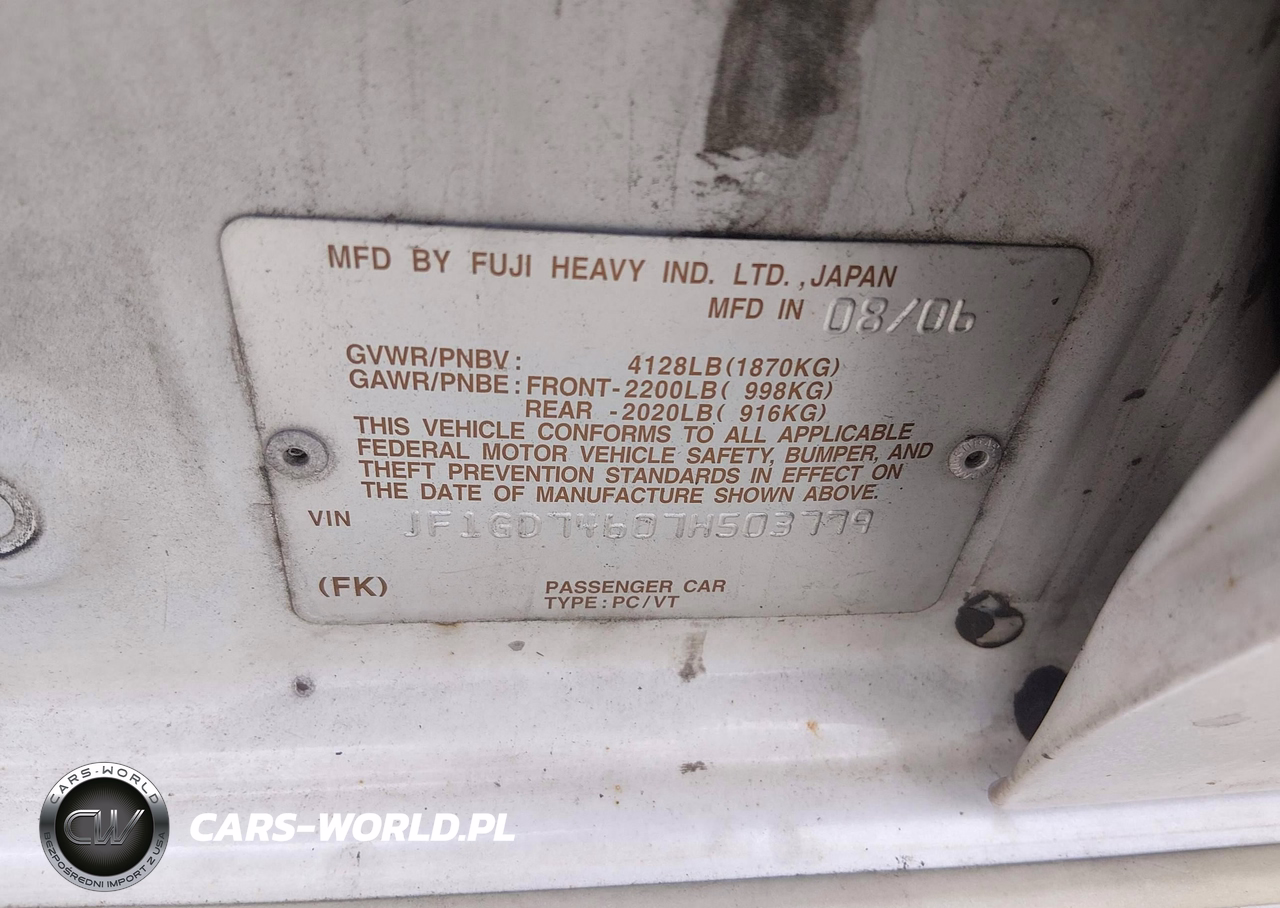 MFD BY FUJI HEAVY IND. LTD., JAPAN
MFD IN 08/06
GVWR/PNBV: 4128LB(1870KG)
GAWR/PNBE: FRONT-2200LB( 998KG)
REAR -2020LB( 916KG)
THIS VEHICLE CONFORMS TO ALL APPLICABLE
FEDERAL MOTOR VEHICLE SAFETY, BUMPER, AND
THEFT PREVENTION STANDARDS IN EFFECT ON
THE DATE OF MANUFACTURE SHOWN ABOVE.
VIN JF1GD74607H503779
(FK)
PASSENGER CAR
TYPE:PC/VT
CARS-WORLD
CW
BEZPOŚREDNI IMPORT Z USA
CARS-WORLD.PL